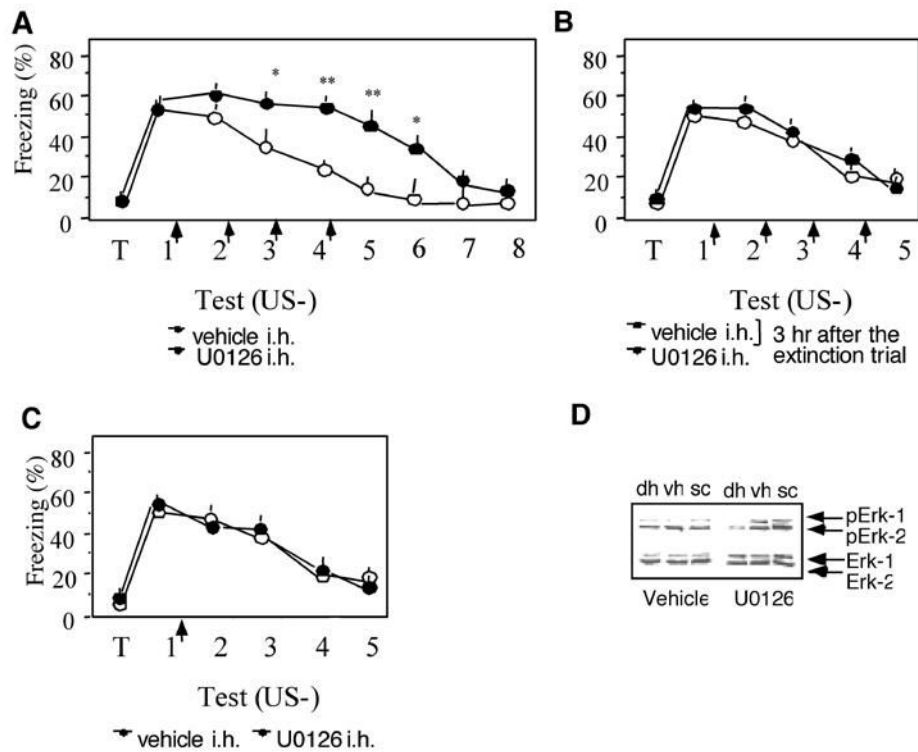 A
Freezing (%)
80
60
40
20
0
* ** ** *
T 1 2 3 4 5 6 7 8
Test (US-)
vehicle i.h.
U0126 i.h.
B
80
60
40
20
0
T 1 2 3 4 5
Test (US-)
vehicle i.h.] 3 hr after the
U0126 i.h. extinction trial
C
Freezing (%)
80
60
40
20
0
T 1 2 3 4 5
Test (US-)
vehicle i.h. U0126 i.h.
D
dh vh sc dh vh sc
pErk-1
pErk-2
Erk-1
Erk-2
Vehicle U0126